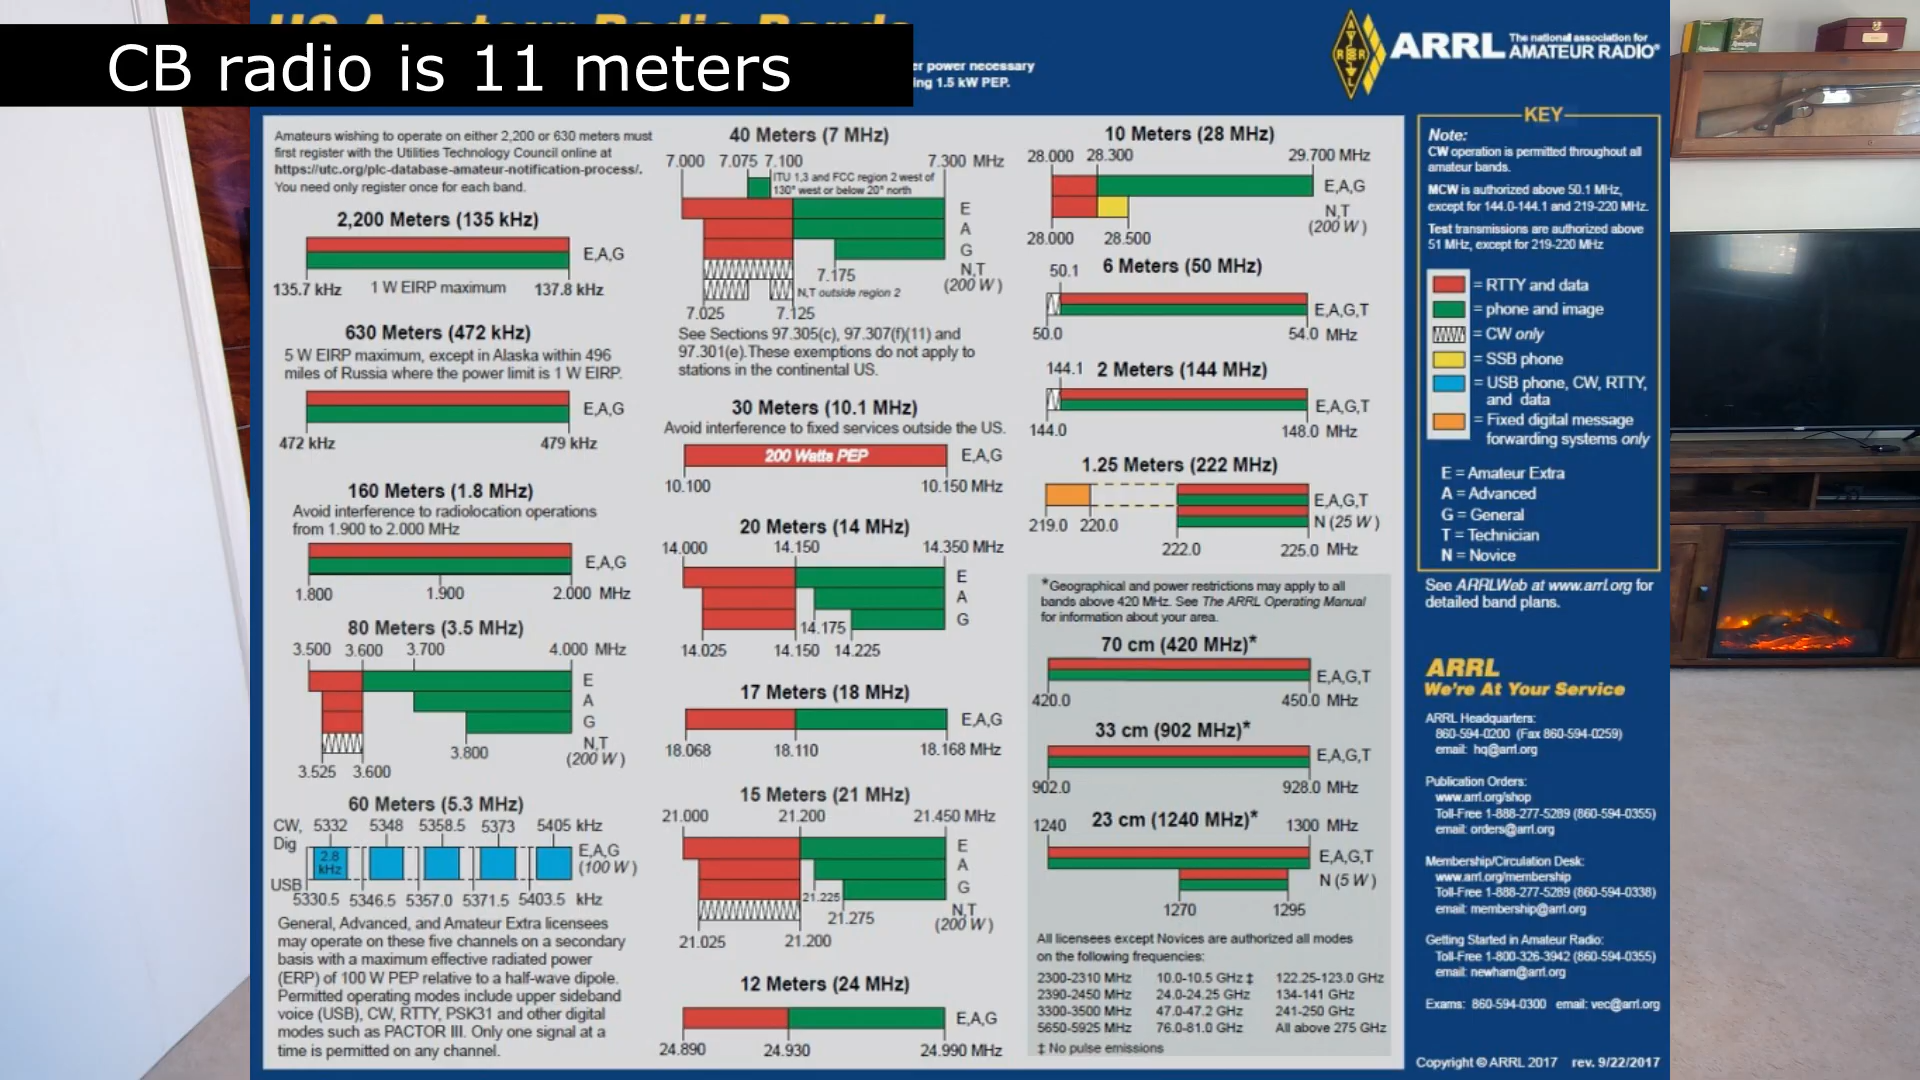 US Amateur Radio Bands
CB radio is 11 meters
er power necessary
ing 1.5 kW PEP.
ARRL The national association for
AMATEUR RADIO®
Amateurs wishing to operate on either 2,200 or 630 meters must
first register with the Utilities Technology Council online at
https://utc.org/plc-database-amateur-notification-process/.
You need only register once for each band.
2,200 Meters (135 kHz)
E,A,G
135.7 kHz 1 W EIRP maximum 137.8 kHz
630 Meters (472 kHz)
5 W EIRP maximum, except in Alaska within 496
miles of Russia where the power limit is 1 W EIRP.
E,A,G
472 kHz 479 kHz
160 Meters (1.8 MHz)
Avoid interference to radiolocation operations
from 1.900 to 2.000 MHz
E,A,G
1.800 1.900 2.000 MHz
80 Meters (3.5 MHz)
3.500 3.600 3.700 4.000 MHz
E
A
G
N,T
(200 W)
3.800
3.525 3.600
60 Meters (5.3 MHz)
CW, 5332 5348 5358.5 5373 5405 kHz
Dig
2.8
kHz
E,A,G
(100 W)
USB
5330.5 5346.5 5357.0 5371.5 5403.5 kHz
General, Advanced, and Amateur Extra licensees
may operate on these five channels on a secondary
basis with a maximum effective radiated power
(ERP) of 100 W PEP relative to a half-wave dipole.
Permitted operating modes include upper sideband
voice (USB), CW, RTTY, PSK31 and other digital
modes such as PACTOR III. Only one signal at a
time is permitted on any channel.
40 Meters (7 MHz)
7.000 7.075 7.100 7.300 MHz
ITU 1,3 and FCC region 2 west of
130° west or below 20° north
E
A
G
N,T
(200 W)
7.175
N,T outside region 2
7.025 7.125
See Sections 97.305(c), 97.307(f)(11) and
97.301(e).These exemptions do not apply to
stations in the continental US.
30 Meters (10.1 MHz)
Avoid interference to fixed services outside the US.
200 Watts PEP E,A,G
10.100 10.150 MHz
20 Meters (14 MHz)
14.000 14.150 14.350 MHz
E
A
G
14.175
14.025 14.150 14.225
17 Meters (18 MHz)
E,A,G
18.068 18.110 18.168 MHz
15 Meters (21 MHz)
21.000 21.200 21.450 MHz
E
A
G
N,T
(200 W)
21.225
21.275
21.025 21.200
12 Meters (24 MHz)
E,A,G
24.890 24.930 24.990 MHz
10 Meters (28 MHz)
28.000 28.300 29.700 MHz
E,A,G
N,T
(200 W)
28.000 28.500
6 Meters (50 MHz)
50.1
E,A,G,T
50.0 54.0 MHz
2 Meters (144 MHz)
144.1
E,A,G,T
144.0 148.0 MHz
1.25 Meters (222 MHz)
E,A,G,T
N (25 W)
219.0 220.0
222.0 225.0 MHz
*Geographical and power restrictions may apply to all
bands above 420 MHz. See The ARRL Operating Manual
for information about your area.
70 cm (420 MHz)*
E,A,G,T
420.0 450.0 MHz
33 cm (902 MHz)*
E,A,G,T
902.0 928.0 MHz
23 cm (1240 MHz)*
1240 1300 MHz
E,A,G,T
N (5 W)
1270 1295
All licensees except Novices are authorized all modes
on the following frequencies:
2300-2310 MHz 10.0-10.5 GHz ‡ 122.25-123.0 GHz
2390-2450 MHz 24.0-24.25 GHz 134-141 GHz
3300-3500 MHz 47.0-47.2 GHz 241-250 GHz
5650-5925 MHz 76.0-81.0 GHz All above 275 GHz
‡ No pulse emissions
KEY
Note:
CW operation is permitted throughout all
amateur bands.
MCW is authorized above 50.1 MHz,
except for 144.0-144.1 and 219-220 MHz.
Test transmissions are authorized above
51 MHz, except for 219-220 MHz
= RTTY and data
= phone and image
= CW only
= SSB phone
= USB phone, CW, RTTY,
and data
= Fixed digital message
forwarding systems only
E = Amateur Extra
A = Advanced
G = General
T = Technician
N = Novice
See ARRLWeb at www.arrl.org for
detailed band plans.
ARRL
We're At Your Service
ARRL Headquarters:
860-594-0200 (Fax 860-594-0259)
email: hq@arrl.org
Publication Orders:
www.arrl.org/shop
Toll-Free 1-888-277-5289 (860-594-0355)
email: orders@arrl.org
Membership/Circulation Desk:
www.arrl.org/membership
Toll-Free 1-888-277-5289 (860-594-0338)
email: membership@arrl.org
Getting Started in Amateur Radio:
Toll-Free 1-800-326-3942 (860-594-0355)
email: newham@arrl.org
Exams: 860-594-0300 email: vec@arrl.org
Copyright © ARRL 2017 rev. 9/22/2017